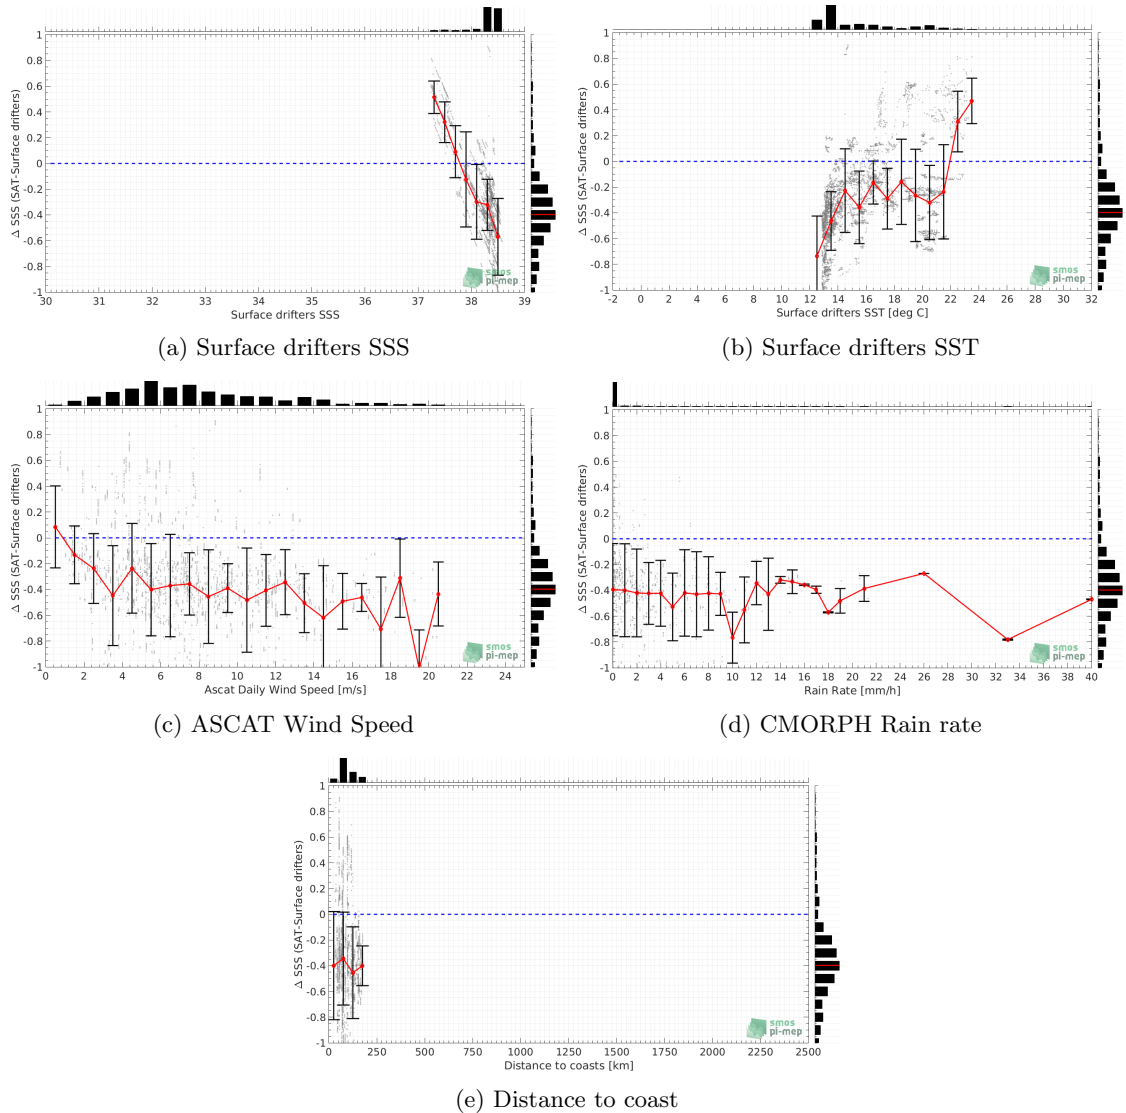 1
0.8
0.6
0.4
0.2
0
-0.2
-0.4
-0.6
-0.8
-1
Δ SSS (SAT-Surface drifters)
30 31 32 33 34 35 36 37 38 39
Surface drifters SSS
smos
pi-mep
(a) Surface drifters SSS
1
0.8
0.6
0.4
0.2
0
-0.2
-0.4
-0.6
-0.8
-1
Δ SSS (SAT-Surface drifters)
-2 0 2 4 6 8 10 12 14 16 18 20 22 24 26 28 30 32
Surface drifters SST [deg C]
smos
pi-mep
(b) Surface drifters SST
1
0.8
0.6
0.4
0.2
0
-0.2
-0.4
-0.6
-0.8
-1
Δ SSS (SAT-Surface drifters)
0 2 4 6 8 10 12 14 16 18 20 22 24
Ascat Daily Wind Speed [m/s]
smos
pi-mep
(c) ASCAT Wind Speed
1
0.8
0.6
0.4
0.2
0
-0.2
-0.4
-0.6
-0.8
-1
Δ SSS (SAT-Surface drifters)
0 2 4 6 8 10 12 14 16 18 20 22 24 26 28 30 32 34 36 38 40
Rain Rate [mm/h]
smos
pi-mep
(d) CMORPH Rain rate
1
0.8
0.6
0.4
0.2
0
-0.2
-0.4
-0.6
-0.8
-1
Δ SSS (SAT-Surface drifters)
0 250 500 750 1000 1250 1500 1750 2000 2250 2500
Distance to coasts [km]
smos
pi-mep
(e) Distance to coast